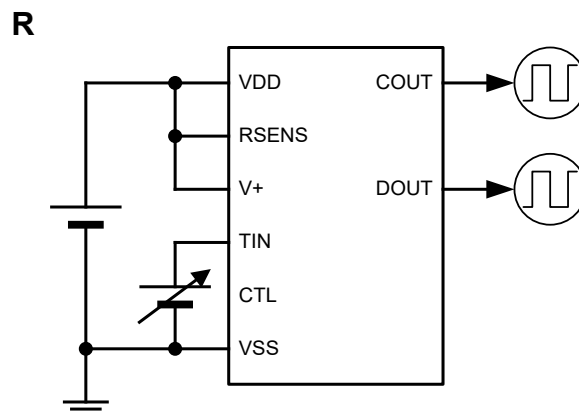 R
VDD COUT
RSENS
V+ DOUT
TIN
CTL
VSS